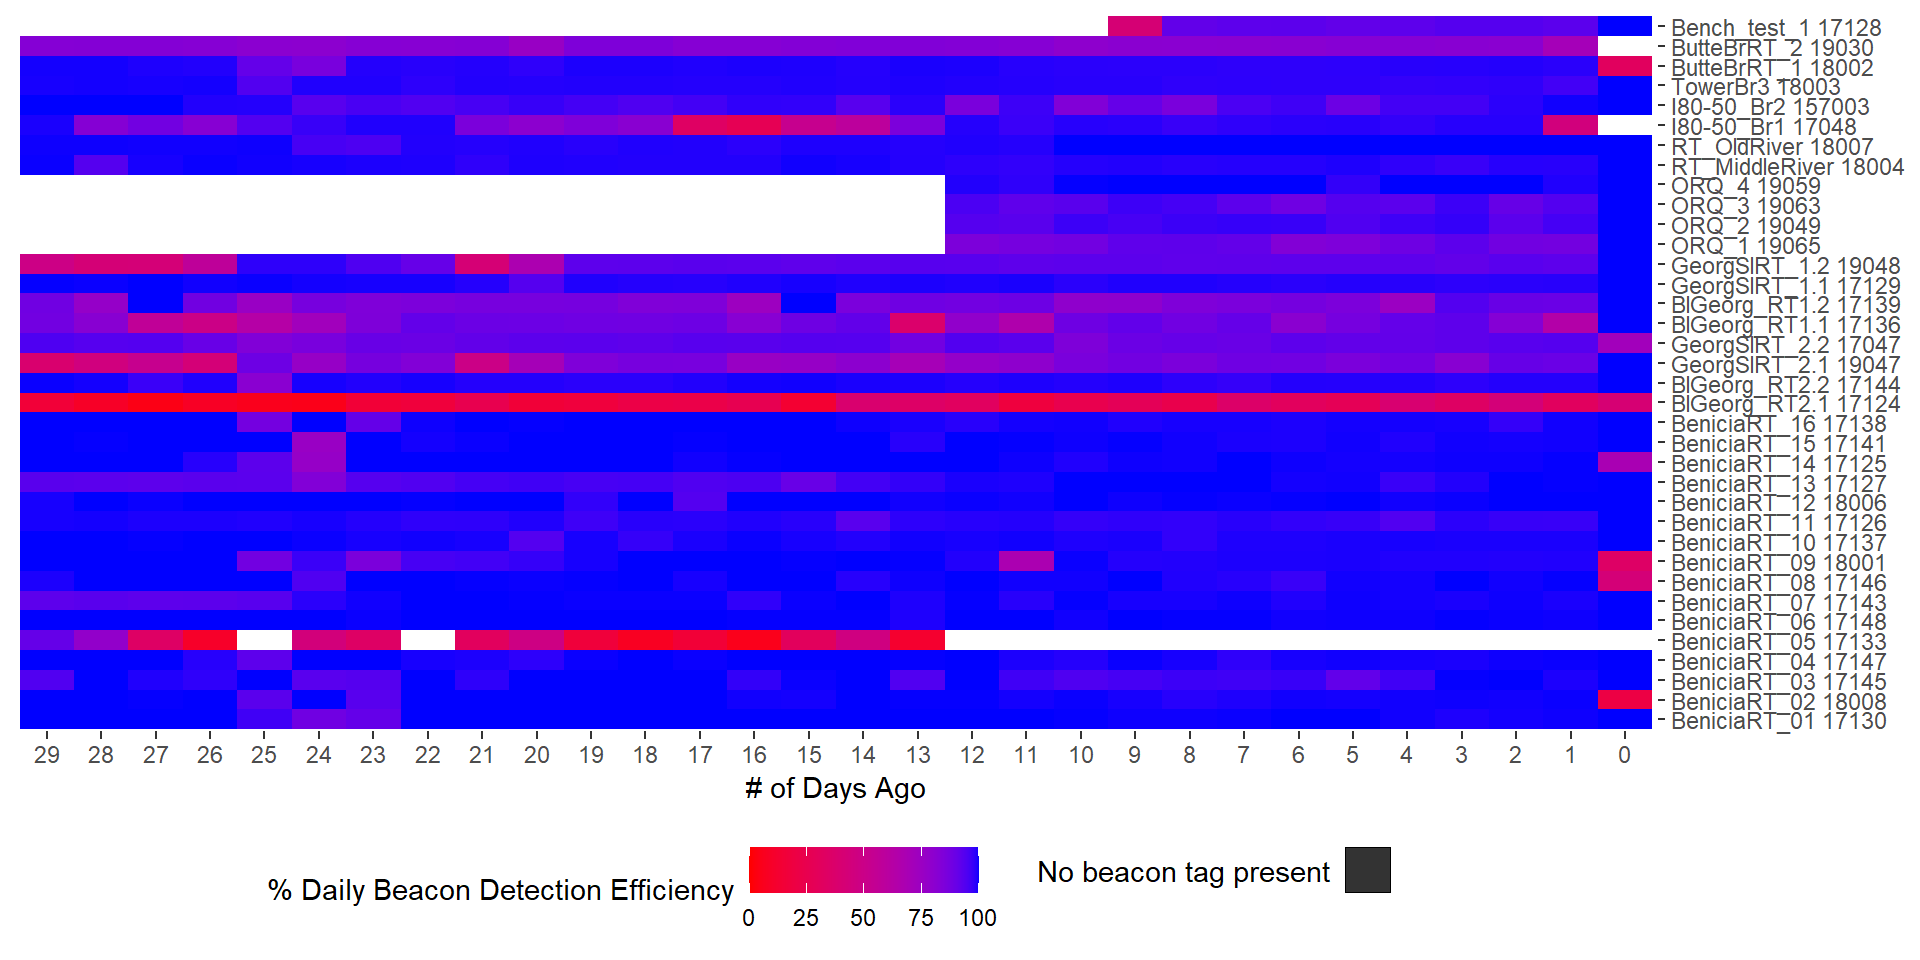 Bench_test_1 17128
ButteBrRT_2 19030
ButteBrRT_1 18002
TowerBr3 18003
I80-50_Br2 157003
I80-50_Br1 17048
RT_OldRiver 18007
RT_MiddleRiver 18004
ORQ_4 19059
ORQ_3 19063
ORQ_2 19049
ORQ_1 19065
GeorgSlRT_1.2 19048
GeorgSlRT_1.1 17129
BlGeorg_RT1.2 17139
BlGeorg_RT1.1 17136
GeorgSlRT_2.2 17047
GeorgSlRT_2.1 19047
BlGeorg_RT2.2 17144
BlGeorg_RT2.1 17124
BeniciaRT_16 17138
BeniciaRT_15 17141
BeniciaRT_14 17125
BeniciaRT_13 17127
BeniciaRT_12 18006
BeniciaRT_11 17126
BeniciaRT_10 17137
BeniciaRT_09 18001
BeniciaRT_08 17146
BeniciaRT_07 17143
BeniciaRT_06 17148
BeniciaRT_05 17133
BeniciaRT_04 17147
BeniciaRT_03 17145
BeniciaRT_02 18008
BeniciaRT_01 17130
29 28 27 26 25 24 23 22 21 20 19 18 17 16 15 14 13 12 11 10 9 8 7 6 5 4 3 2 1 0
# of Days Ago
% Daily Beacon Detection Efficiency
0 25 50 75 100
No beacon tag present